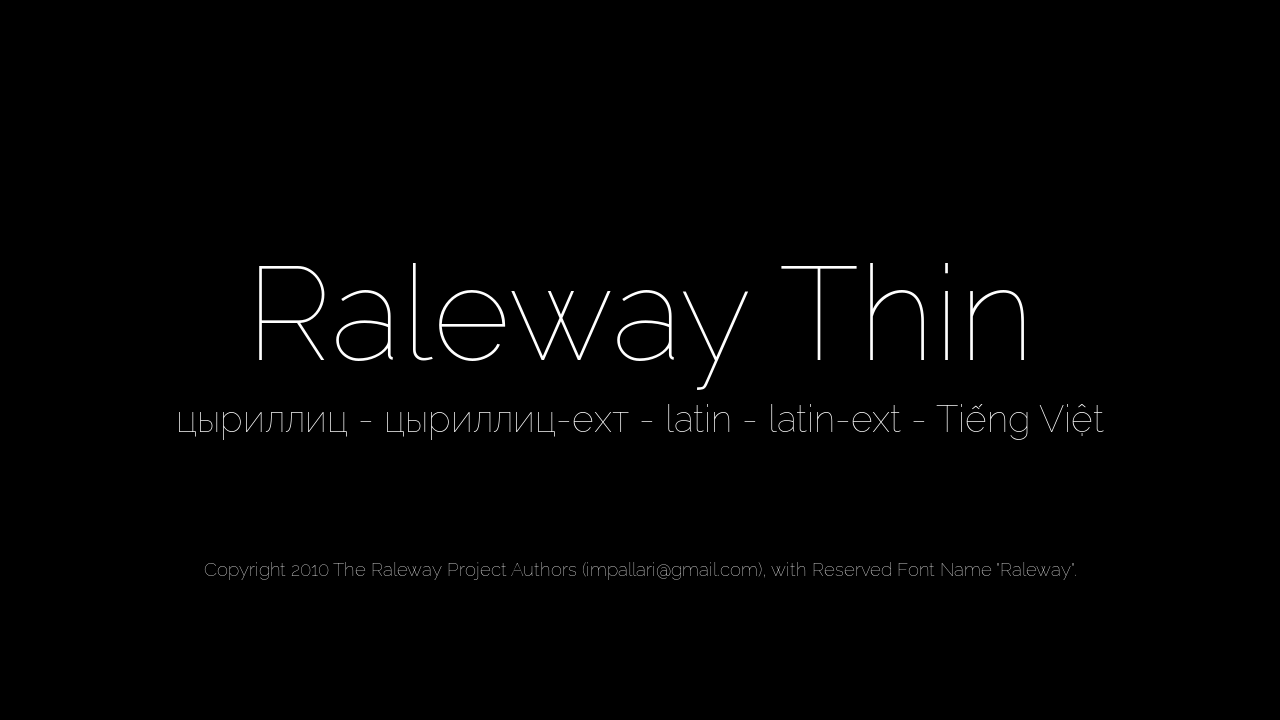 Raleway Thin
цыриллиц - цыриллиц-ехт - latin - latin-ext - Tiếng Việt
Copyright 2010 The Raleway Project Authors (impallari@gmail.com), with Reserved Font Name "Raleway".